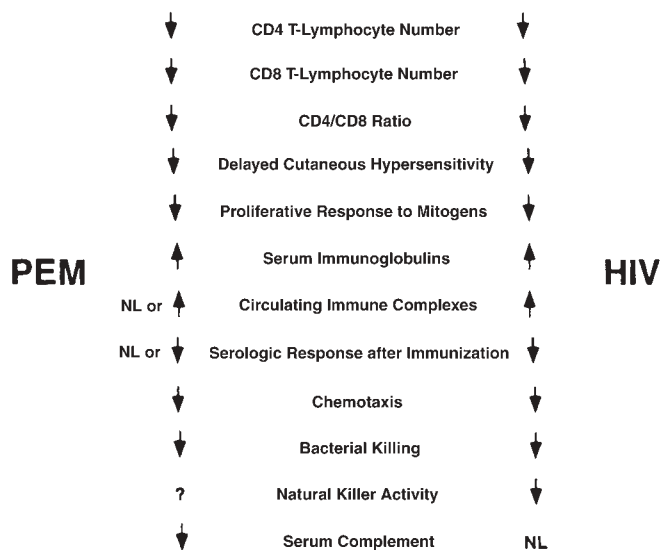 ↓ CD4 T-Lymphocyte Number ↓
↓ CD8 T-Lymphocyte Number ↓
↓ CD4/CD8 Ratio ↓
↓ Delayed Cutaneous Hypersensitivity ↓
↓ Proliferative Response to Mitogens ↓
↑ Serum Immunoglobulins ↑
PEM HIV
NL or ↑ Circulating Immune Complexes ↑
NL or ↓ Serologic Response after Immunization ↓
↓ Chemotaxis ↓
↓ Bacterial Killing ↓
? Natural Killer Activity ↓
↓ Serum Complement NL